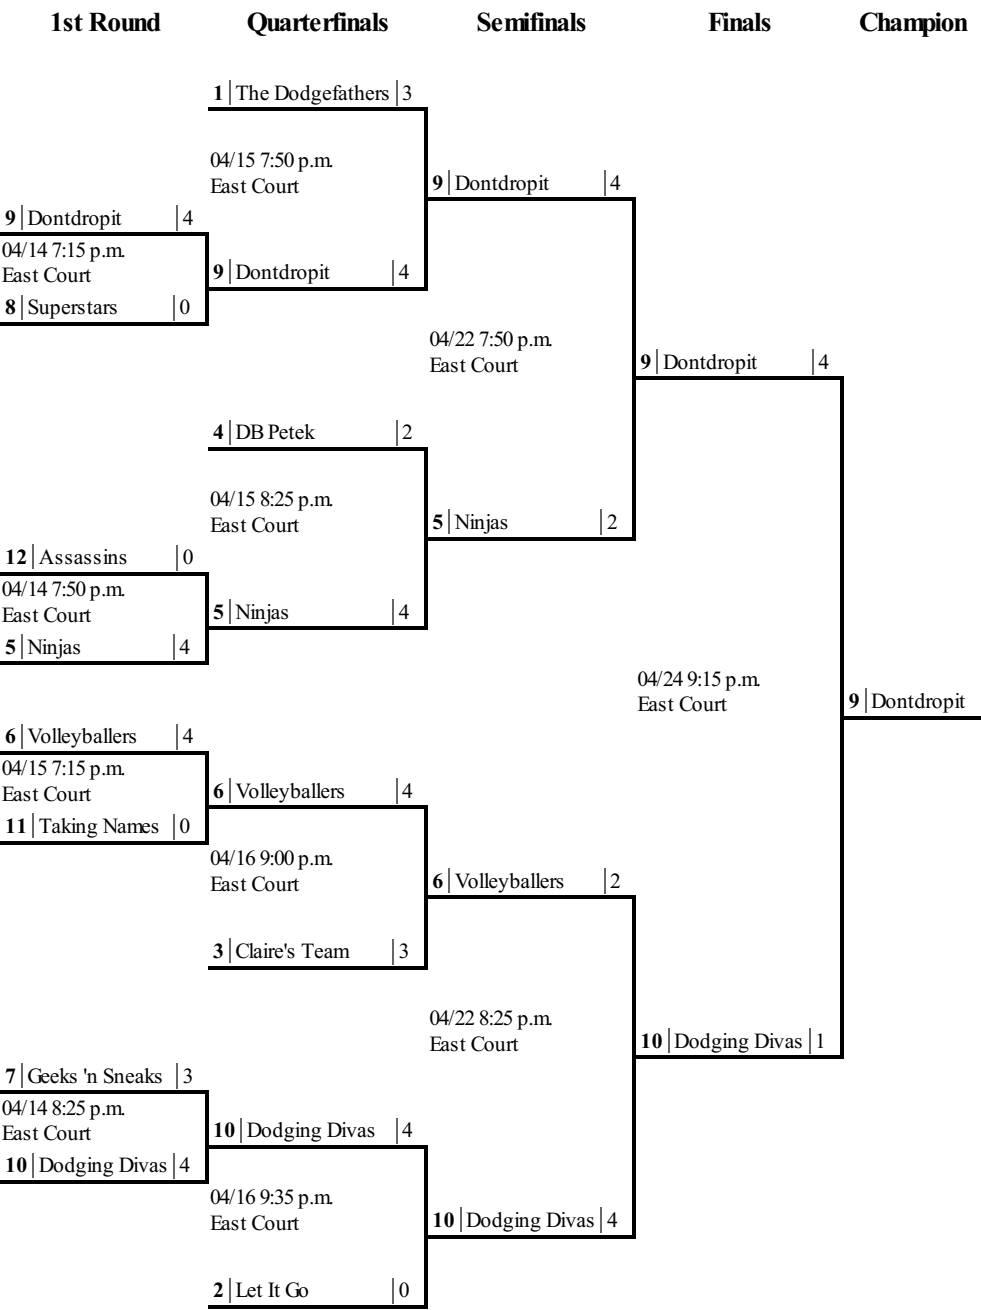 1st Round Quarterfinals Semifinals Finals Champion
1 The Dodgefathers 3
04/15 7:50 p.m.
East Court
9 Dontdropit 4
9 Dontdropit 4
04/14 7:15 p.m.
East Court
9 Dontdropit 4
8 Superstars 0
04/22 7:50 p.m.
East Court
9 Dontdropit 4
4 DB Petek 2
04/15 8:25 p.m.
East Court
5 Ninjas 2
12 Assassins 0
04/14 7:50 p.m.
East Court
5 Ninjas 4
5 Ninjas 4
04/24 9:15 p.m.
East Court
9 Dontdropit
6 Volleyballers 4
04/15 7:15 p.m.
East Court
6 Volleyballers 4
11 Taking Names 0
04/16 9:00 p.m.
East Court
6 Volleyballers 2
3 Claire's Team 3
04/22 8:25 p.m.
East Court
10 Dodging Divas 1
7 Geeks 'n Sneaks 3
04/14 8:25 p.m.
East Court
10 Dodging Divas 4
10 Dodging Divas 4
04/16 9:35 p.m.
East Court
10 Dodging Divas 4
2 Let It Go 0